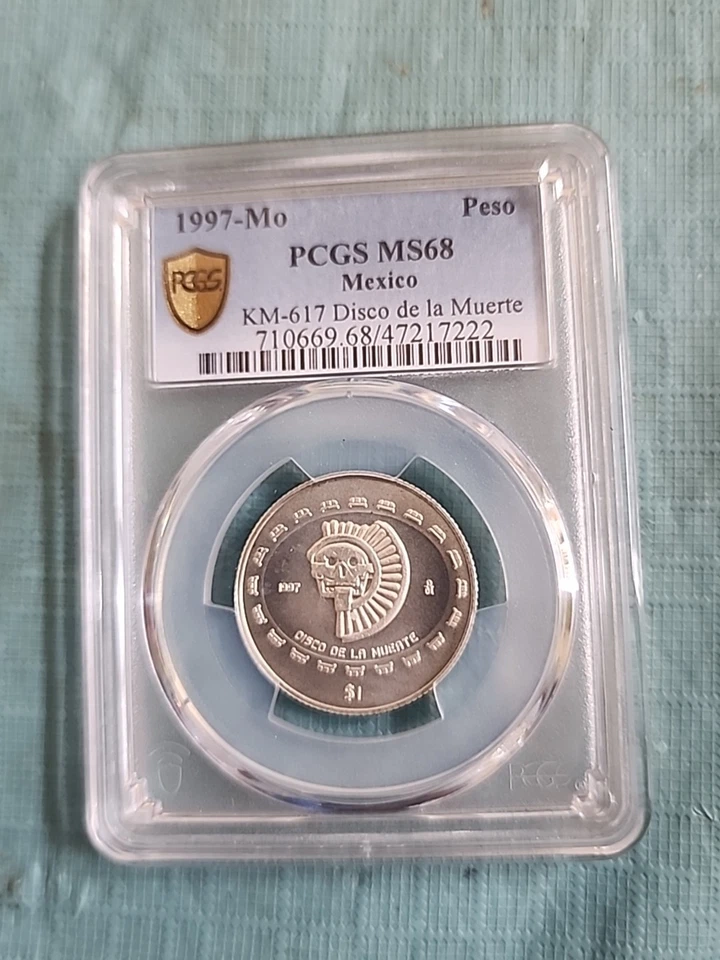 1997-Mo Peso
PCGS MS68
Mexico
KM-617 Disco de la Muerte
710669.68/47217222
PCGS
1997
DISCO DE LA MUERTE
$1
PCGS